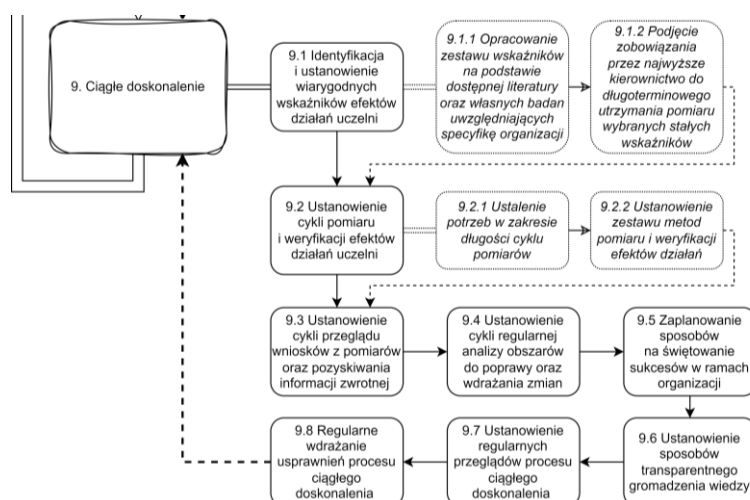 9. Ciągłe doskonalenie
9.1 Identyfikacja
i ustanowienie
wiarygodnych
wskaźników efektów
działań uczelni
9.1.1 Opracowanie
zestawu wskaźników
na podstawie
dostępnej literatury
oraz własnych badan
uwzględniających
specyfikę organizacji
9.1.2 Podjęcie
zobowiązania
przez najwyższe
kierownictwo do
długoterminowego
utrzymania pomiaru
wybranych stałych
wskaźników
9.2 Ustanowienie
cykli pomiaru
i weryfikacji efektów
działań uczelni
9.2.1 Ustalenie
potrzeb w zakresie
długości cyklu
pomiarów
9.2.2 Ustanowienie
zestawu metod
pomiaru i weryfikacji
efektów działań
9.3 Ustanowienie
cykli przeglądu
wniosków z pomiarów
oraz pozyskiwania
informacji zwrotnej
9.4 Ustanowienie
cykli regularnej
analizy obszarów
do poprawy oraz
wdrażania zmian
9.5 Zaplanowanie
sposobów
na świętowanie
sukcesów w ramach
organizacji
9.6 Ustanowienie
sposobów
transparentnego
gromadzenia wiedzy
9.7 Ustanowienie
regularnych
przeglądów procesu
ciągłego
doskonalenia
9.8 Regularne
wdrażanie
usprawnień procesu
ciągłego
doskonalenia